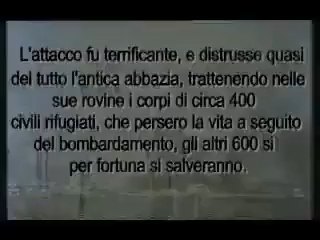 L'attacco fu terrificante, e distrusse quasi
del tutto l'antica abbazia, trattenendo nelle
sue rovine i corpi di circa 400
civili rifugiati, che persero la vita a seguito
del bombardamento, gli altri 600 si
per fortuna si salveranno.